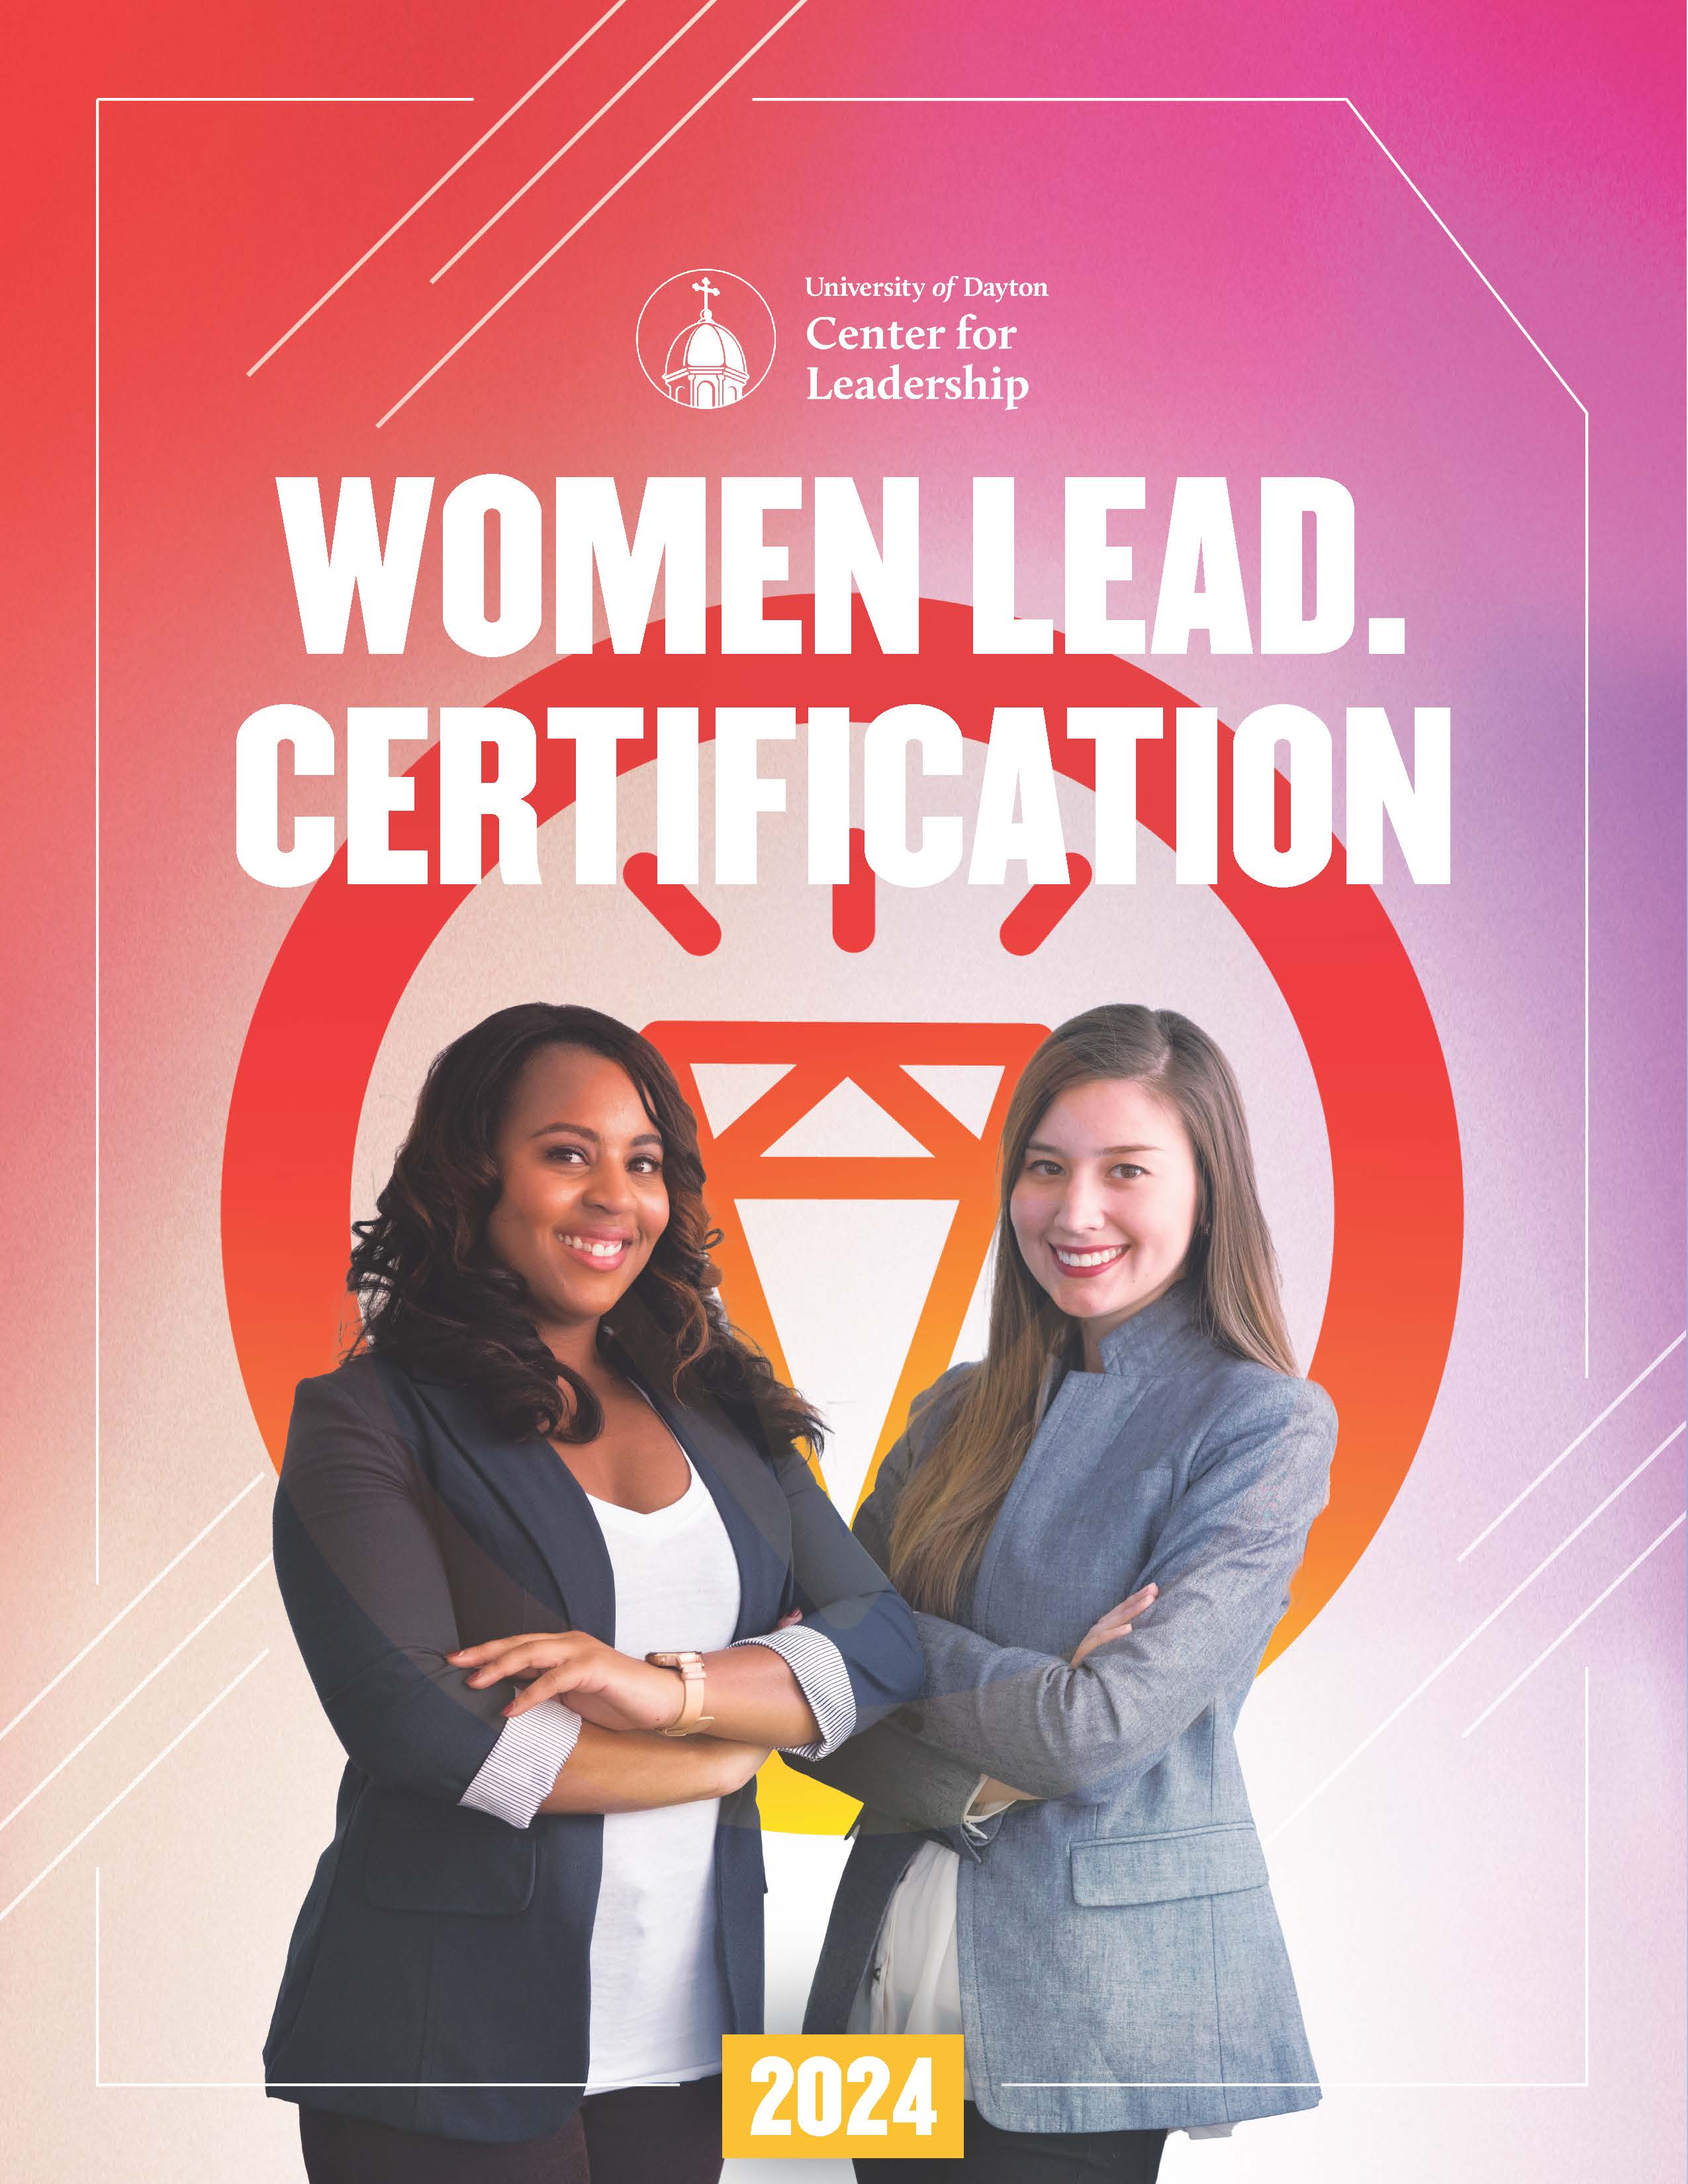 University of Dayton
Center for
Leadership
WOMEN LEAD.
CERTIFICATION
2024